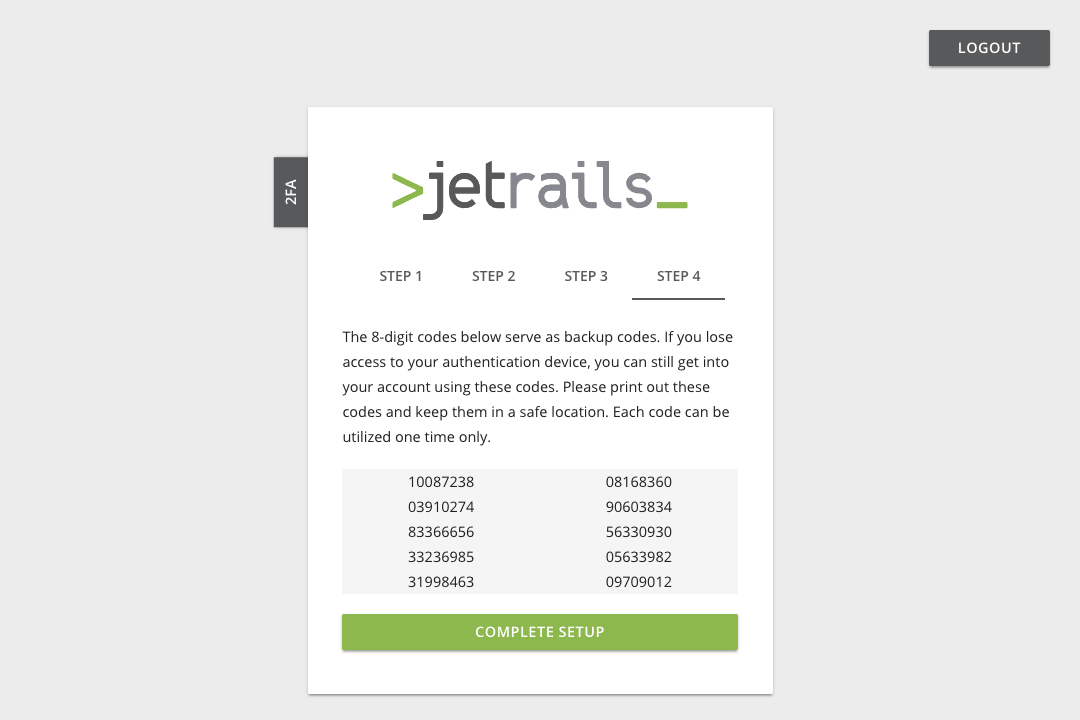 LOGOUT
2FA
>jetrails_
STEP 1 STEP 2 STEP 3 STEP 4
The 8-digit codes below serve as backup codes. If you lose
access to your authentication device, you can still get into
your account using these codes. Please print out these
codes and keep them in a safe location. Each code can be
utilized one time only.
10087238 08168360
03910274 90603834
83366656 56330930
33236985 05633982
31998463 09709012
COMPLETE SETUP